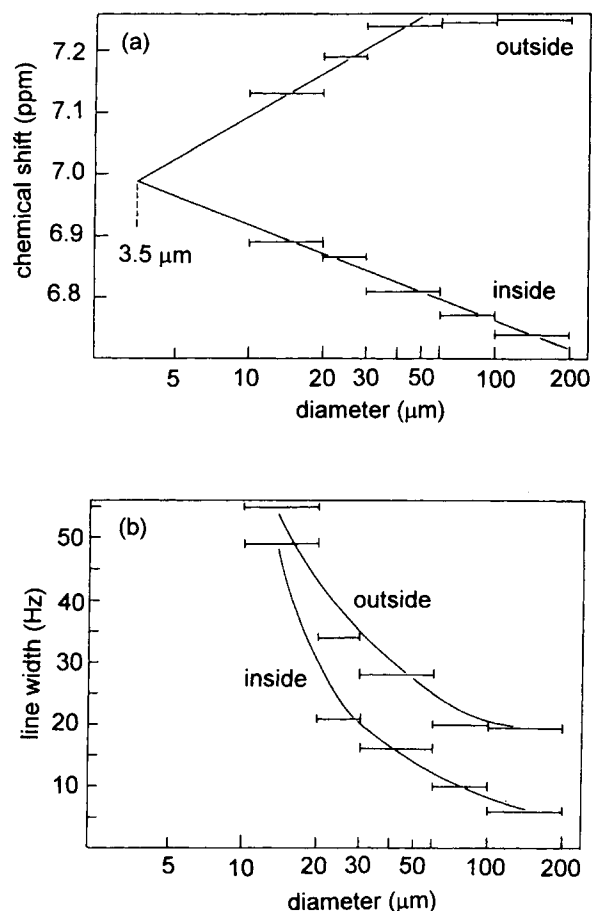 (a)
chemical shift (ppm)
7.2
7.1
7.0
6.9
6.8
outside
inside
3.5 μm
5 10 20 30 50 100 200
diameter (μm)
(b)
line width (Hz)
50
40
30
20
10
outside
inside
5 10 20 30 50 100 200
diameter (μm)